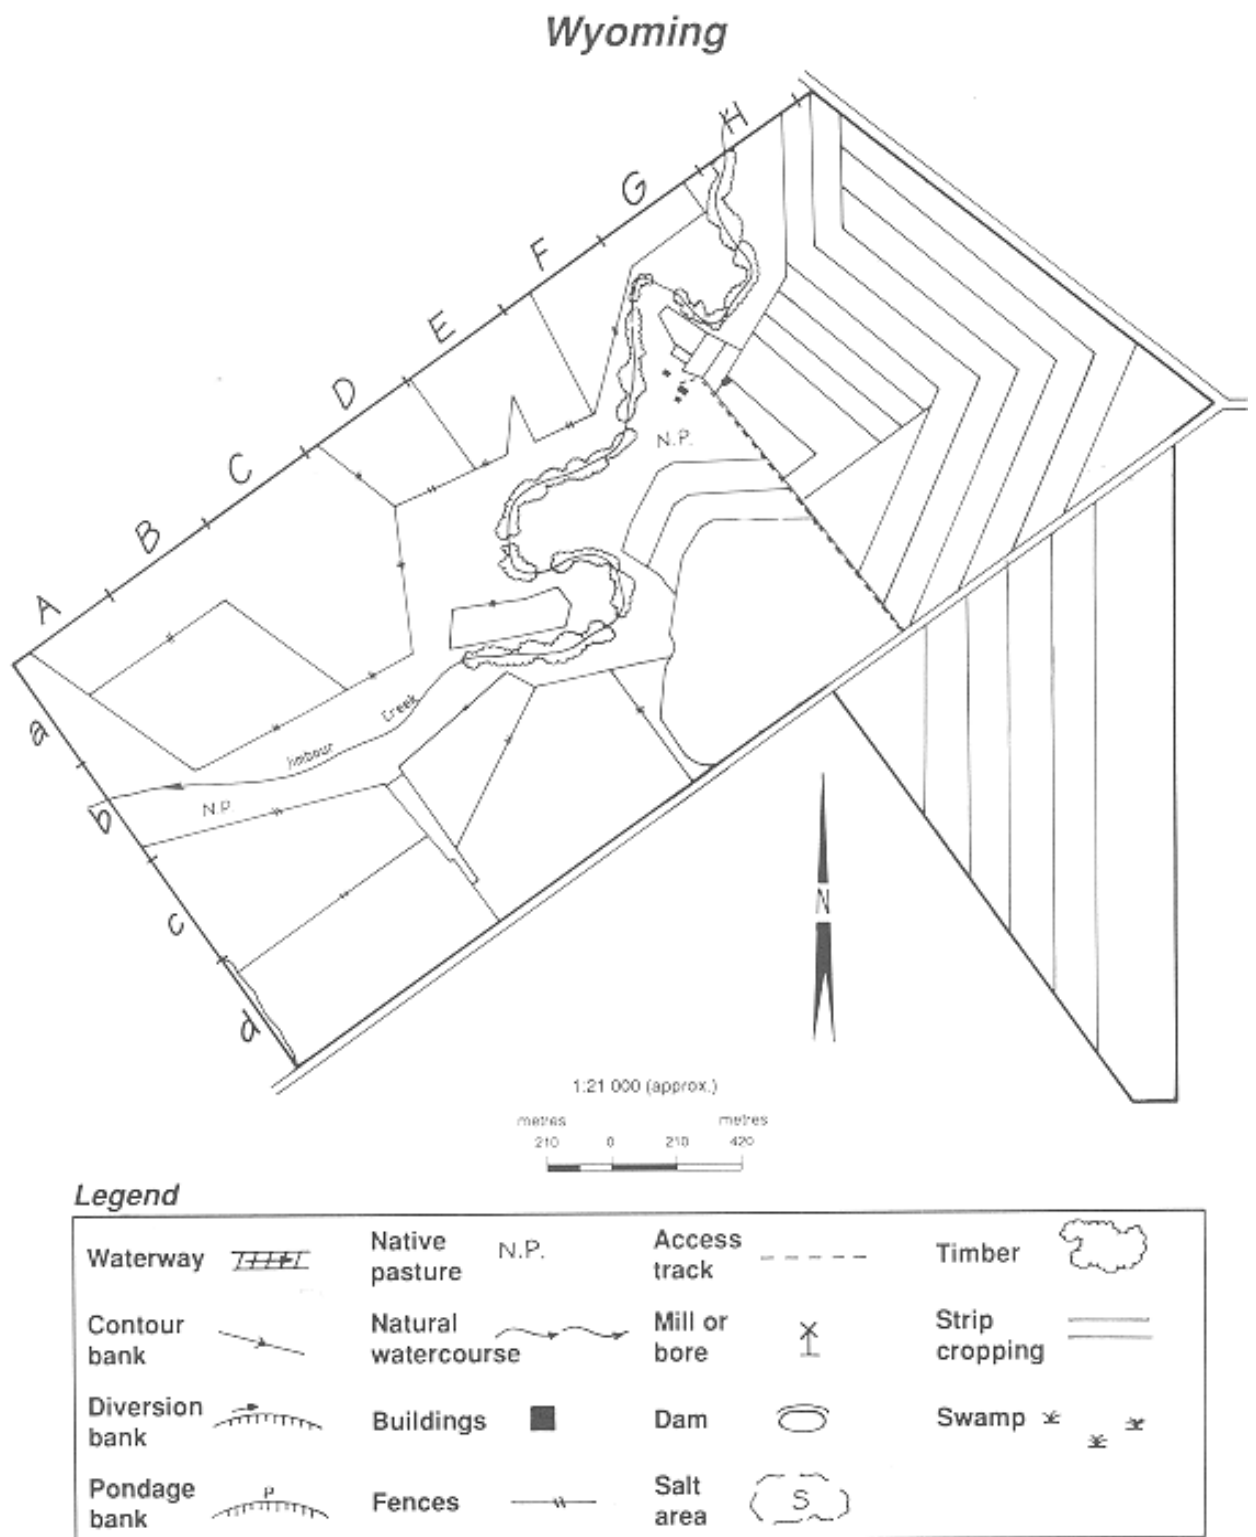 Wyoming
H
G
F
E
D
C
B
A
N.P.
a
Jimbour Creek
b
N.P.
c
N
d
1:21 000 (approx.)
metres metres
210 0 210 420
Legend
Waterway
Native pasture N.P.
Access track
Timber
Contour bank
Natural watercourse
Mill or bore
Strip cropping
Diversion bank
Buildings
Dam
Swamp
Pondage bank P
Fences
Salt area S